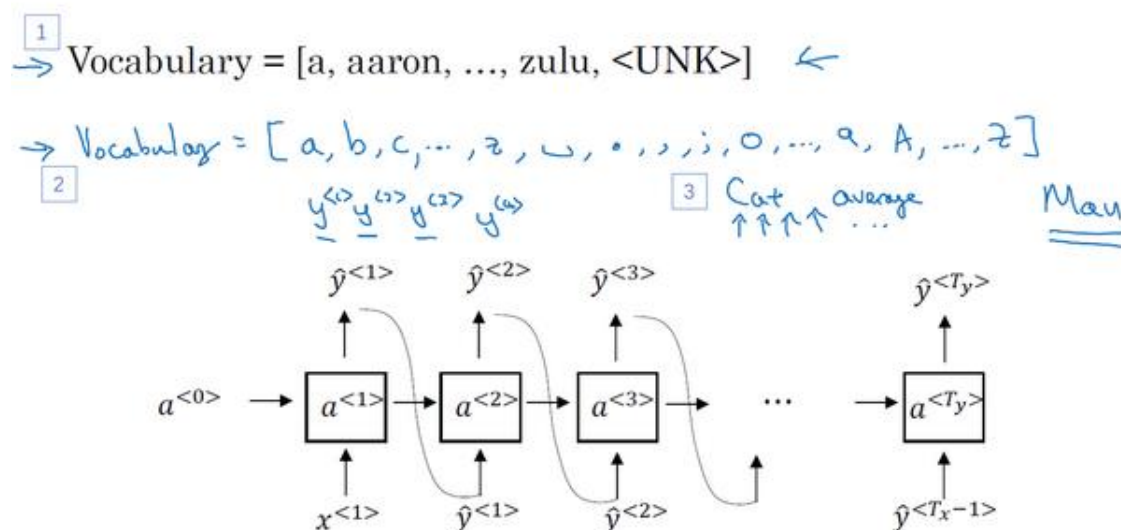 1
→ Vocabulary = [a, aaron, …, zulu, <UNK>] ←
→ Vocabulary = [a, b, c, …, z, ␣, ., ,, ;, 0, …, 9, A, …, Z]
2
y<1> y<2> y<3> y<4>
3 Cat average
↑↑↑↑ …
Mau
ŷ<1> ŷ<2> ŷ<3> ŷ<Ty>
a<0> → a<1> → a<2> → a<3> → … → a<Ty>
x<1> ŷ<1> ŷ<2> ŷ<Tx−1>